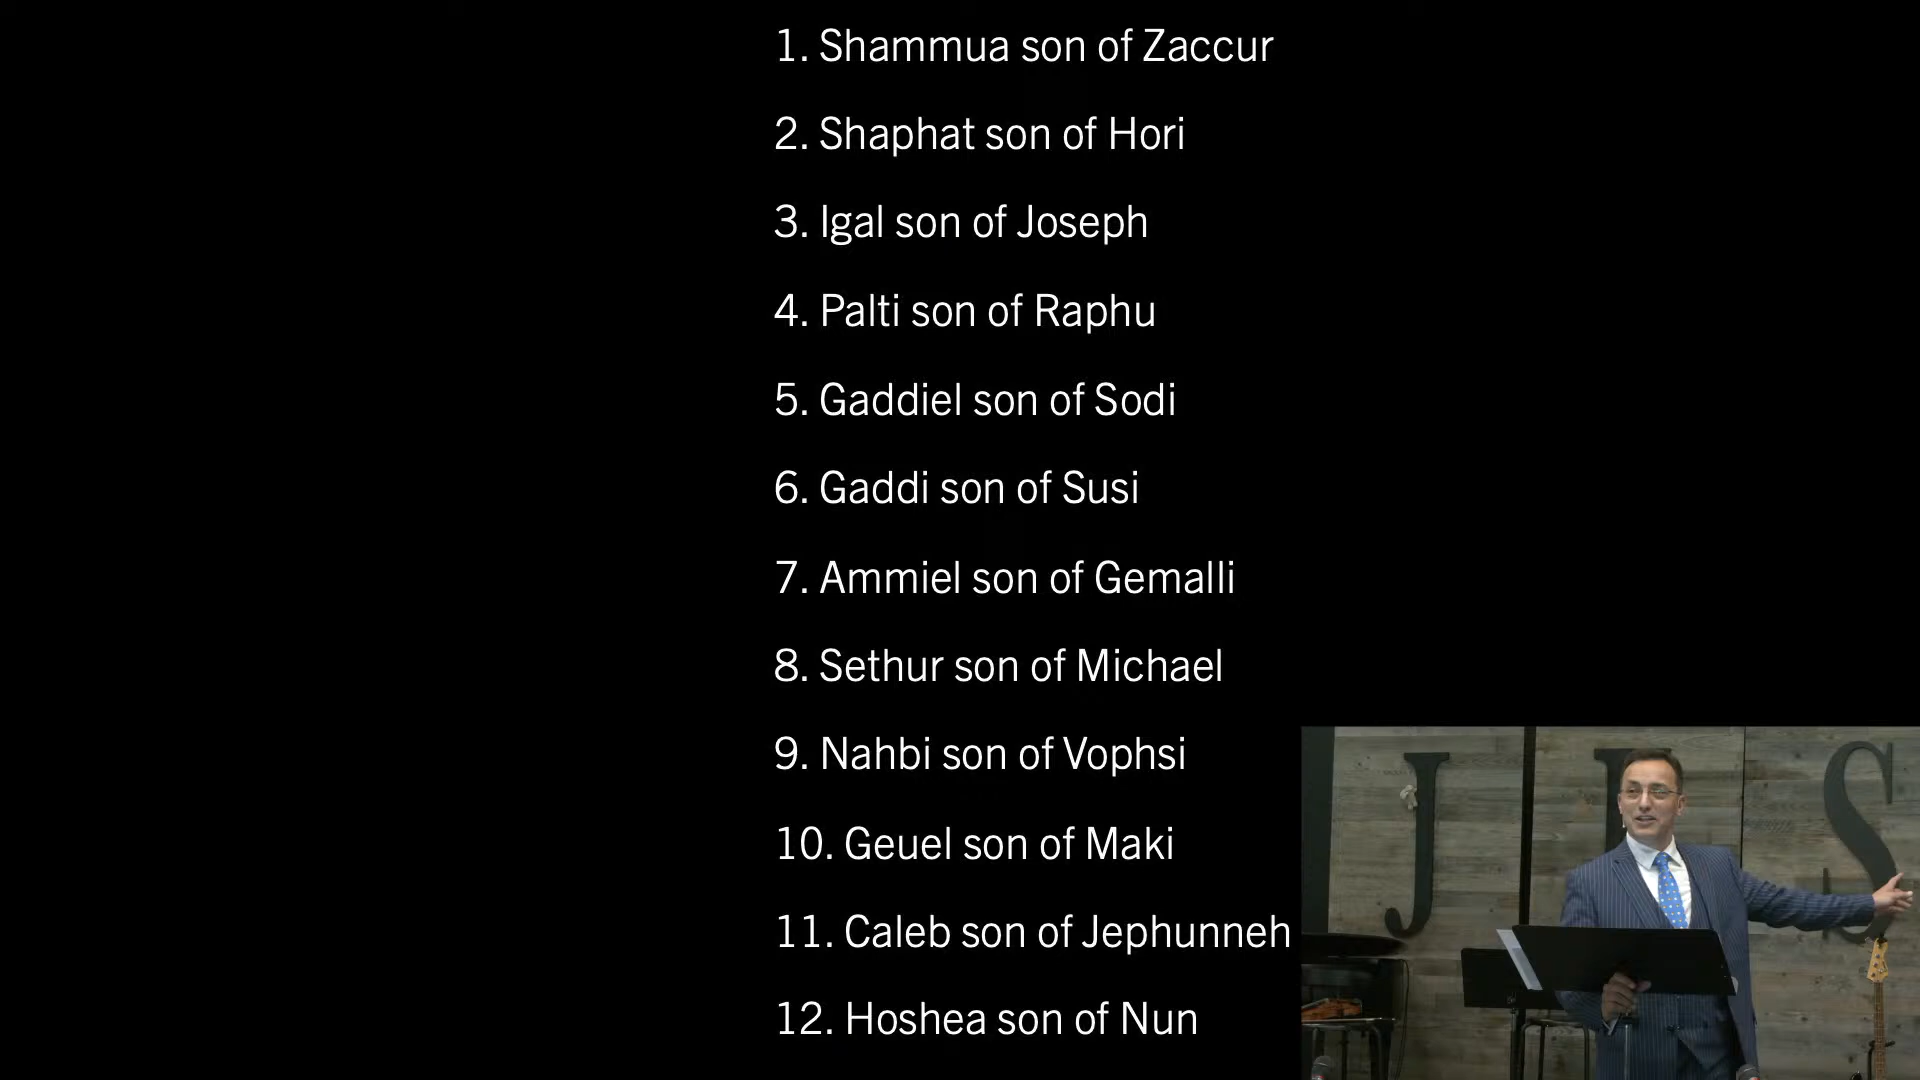 1. Shammua son of Zaccur
2. Shaphat son of Hori
3. Igal son of Joseph
4. Palti son of Raphu
5. Gaddiel son of Sodi
6. Gaddi son of Susi
7. Ammiel son of Gemalli
8. Sethur son of Michael
9. Nahbi son of Vophsi
10. Geuel son of Maki
11. Caleb son of Jephunneh
12. Hoshea son of Nun
J S